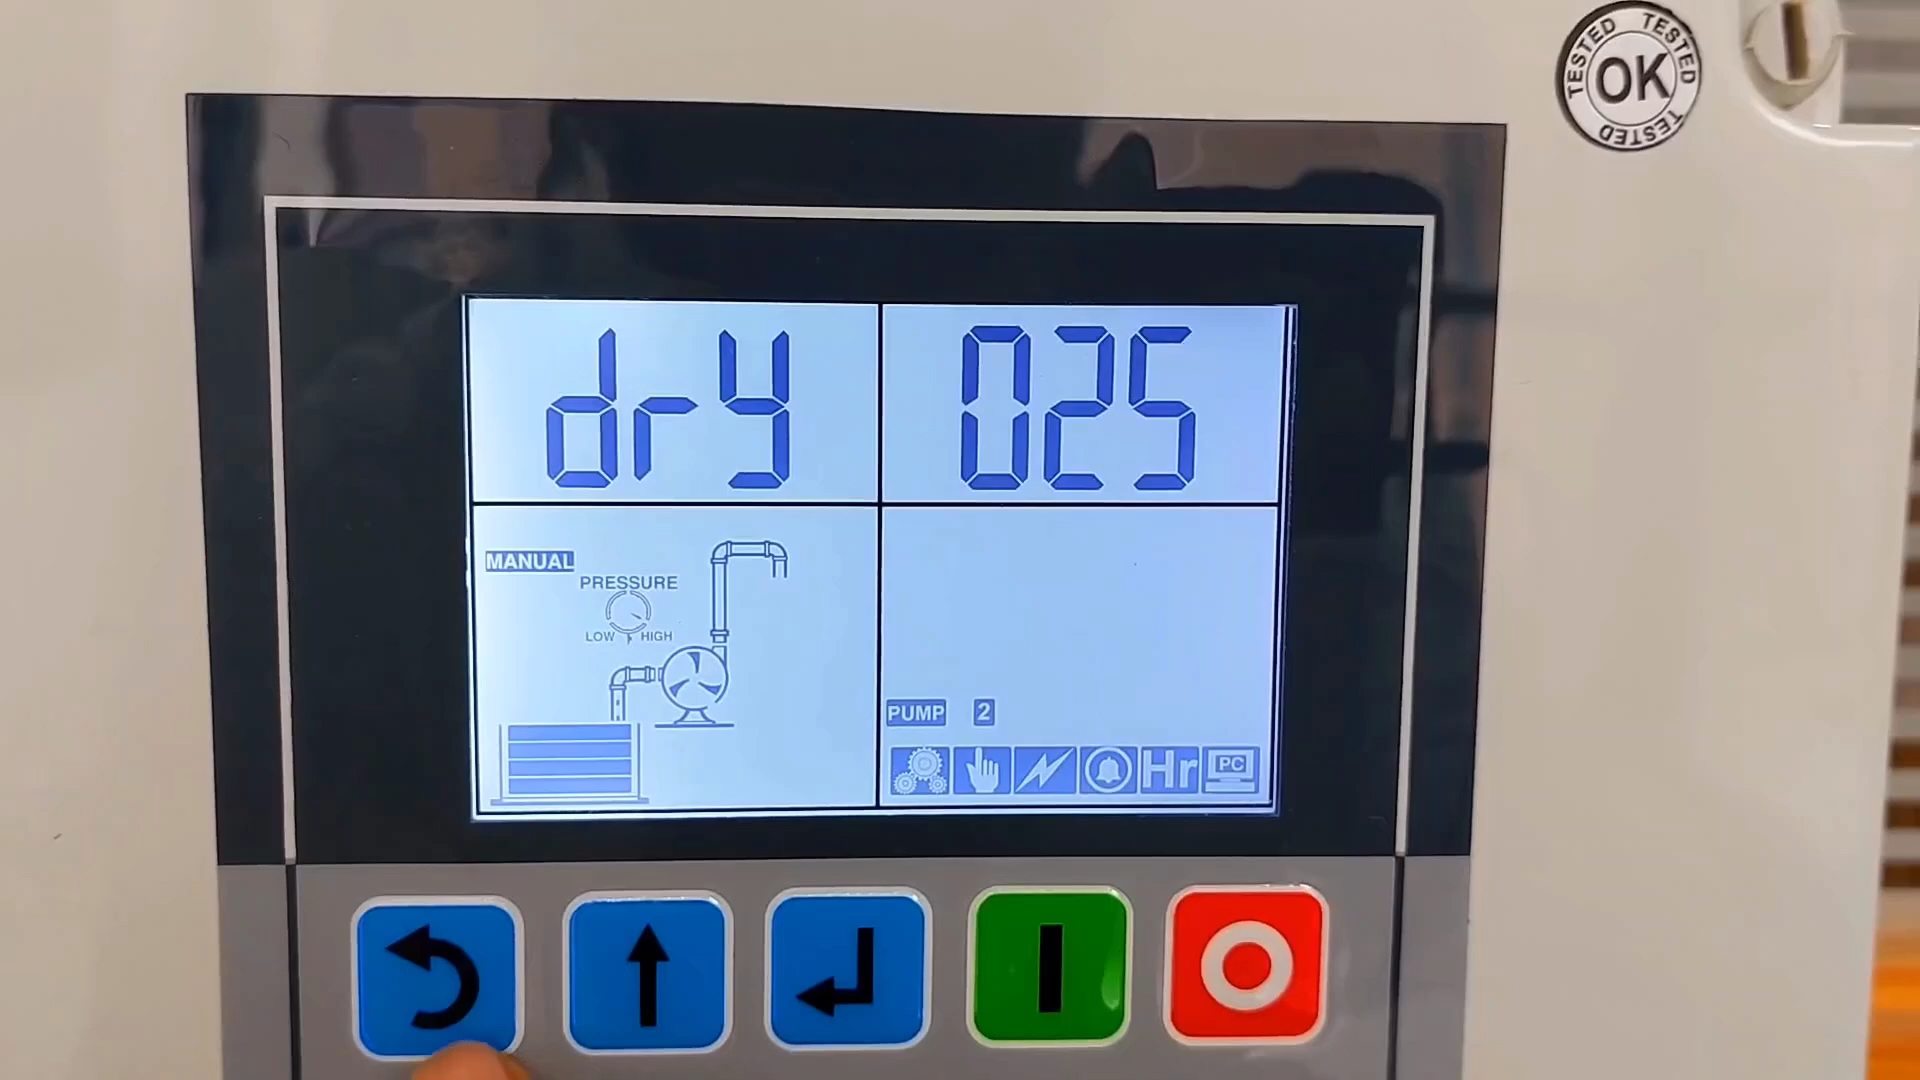 TESTED TESTED TESTED
OK
dry 025
MANUAL
PRESSURE
LOW HIGH
PUMP 2
Hr PC